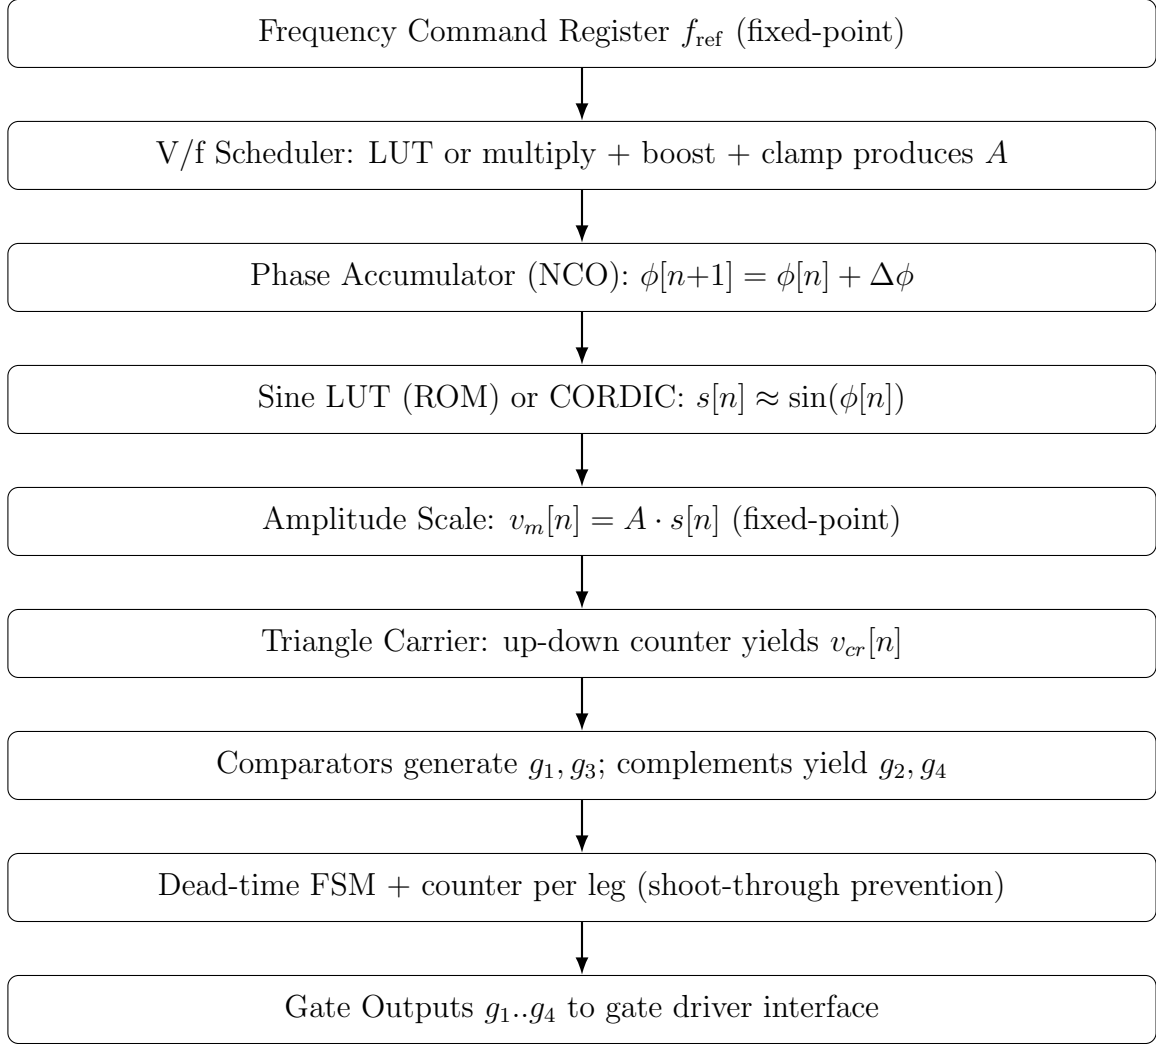 Frequency Command Register f_ref (fixed-point)
V/f Scheduler: LUT or multiply + boost + clamp produces A
Phase Accumulator (NCO): ϕ[n+1] = ϕ[n] + Δϕ
Sine LUT (ROM) or CORDIC: s[n] ≈ sin(ϕ[n])
Amplitude Scale: v_m[n] = A · s[n] (fixed-point)
Triangle Carrier: up-down counter yields v_cr[n]
Comparators generate g_1, g_3; complements yield g_2, g_4
Dead-time FSM + counter per leg (shoot-through prevention)
Gate Outputs g_1..g_4 to gate driver interface